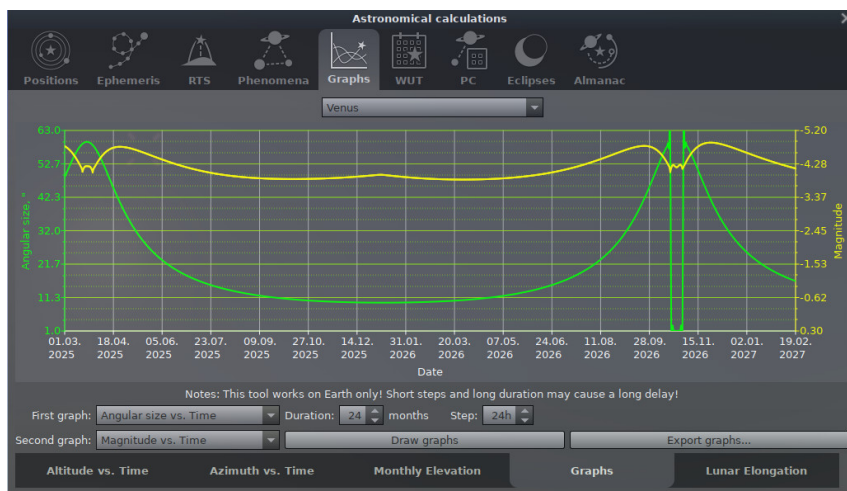 Astronomical calculations
Positions Ephemeris RTS Phenomena Graphs WUT PC Eclipses Almanac
Venus
63.0 -5.20
52.7 -4.28
42.3 -3.37
32.0 -2.45
21.7 -1.53
11.3 -0.62
1.0 0.30
Angular size, "
Magnitude
01.03. 18.04. 05.06. 23.07. 09.09. 27.10. 14.12. 31.01. 20.03. 07.05. 24.06. 11.08. 28.09. 15.11. 02.01. 19.02.
2025 2025 2025 2025 2025 2025 2025 2026 2026 2026 2026 2026 2026 2026 2027 2027
Date
Notes: This tool works on Earth only! Short steps and long duration may cause a long delay!
First graph: Angular size vs. Time Duration: 24 months Step: 24h
Second graph: Magnitude vs. Time Draw graphs Export graphs...
Altitude vs. Time Azimuth vs. Time Monthly Elevation Graphs Lunar Elongation